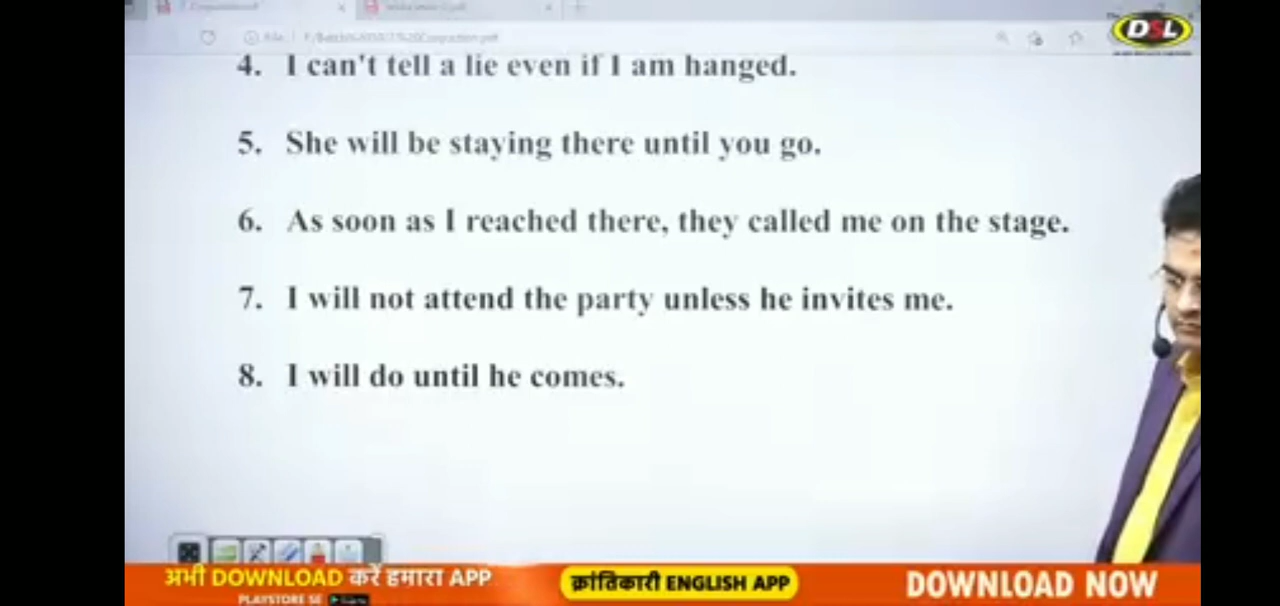 DSL
4. I can't tell a lie even if I am hanged.
5. She will be staying there until you go.
6. As soon as I reached there, they called me on the stage.
7. I will not attend the party unless he invites me.
8. I will do until he comes.
अभी DOWNLOAD करें हमारा APP
PLAYSTORE SE
क्रांतिकारी ENGLISH APP
DOWNLOAD NOW